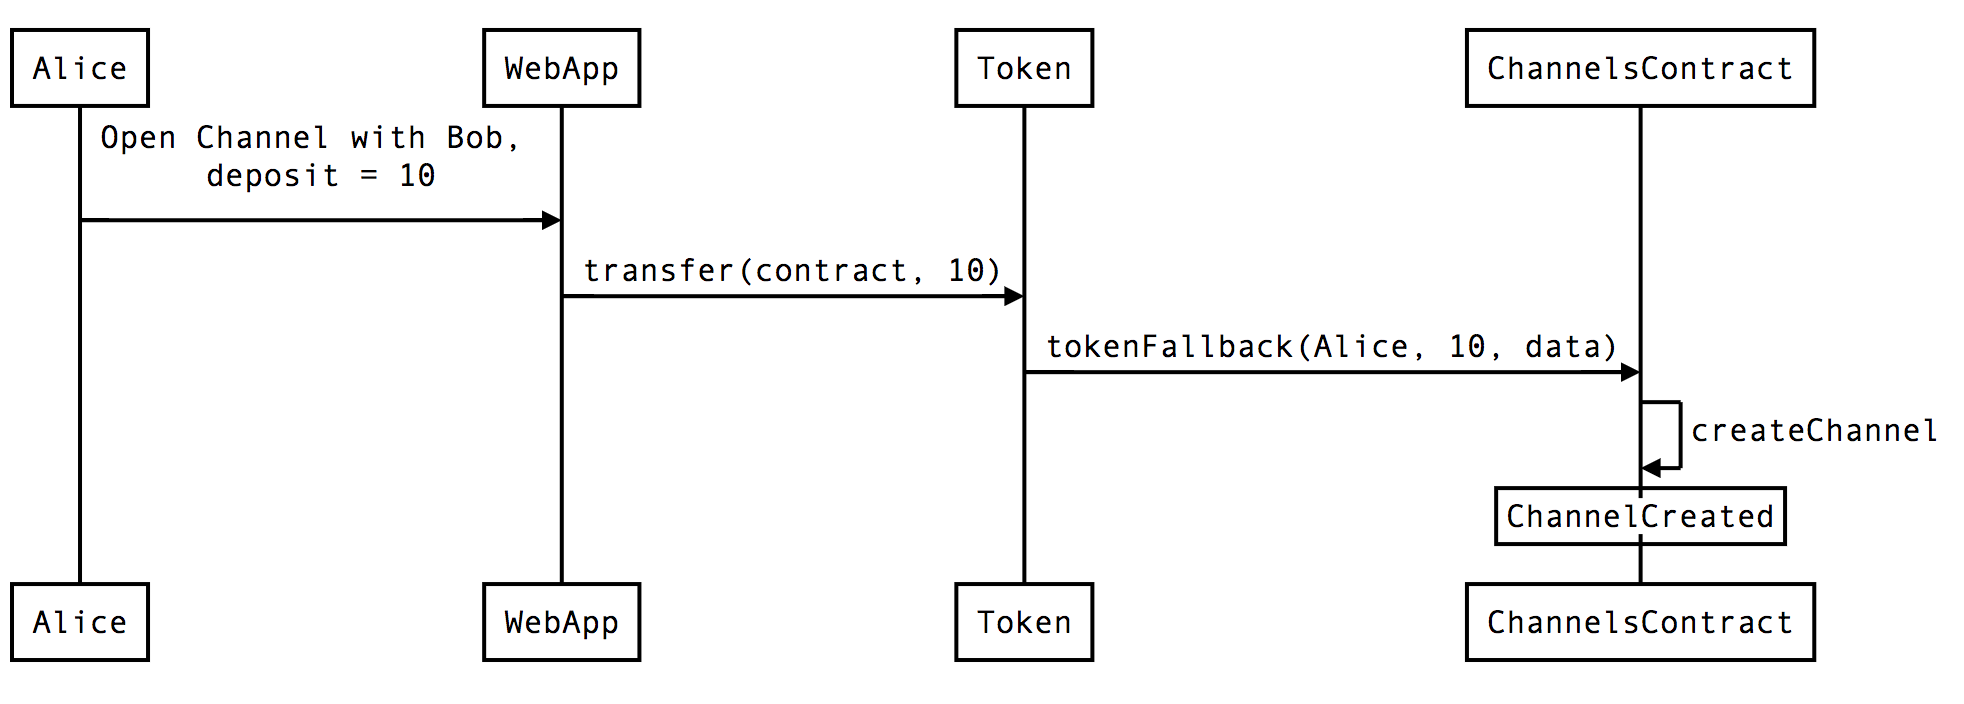 Alice
WebApp
Token
ChannelsContract
Open Channel with Bob,
deposit = 10
transfer(contract, 10)
tokenFallback(Alice, 10, data)
createChannel
ChannelCreated
Alice
WebApp
Token
ChannelsContract